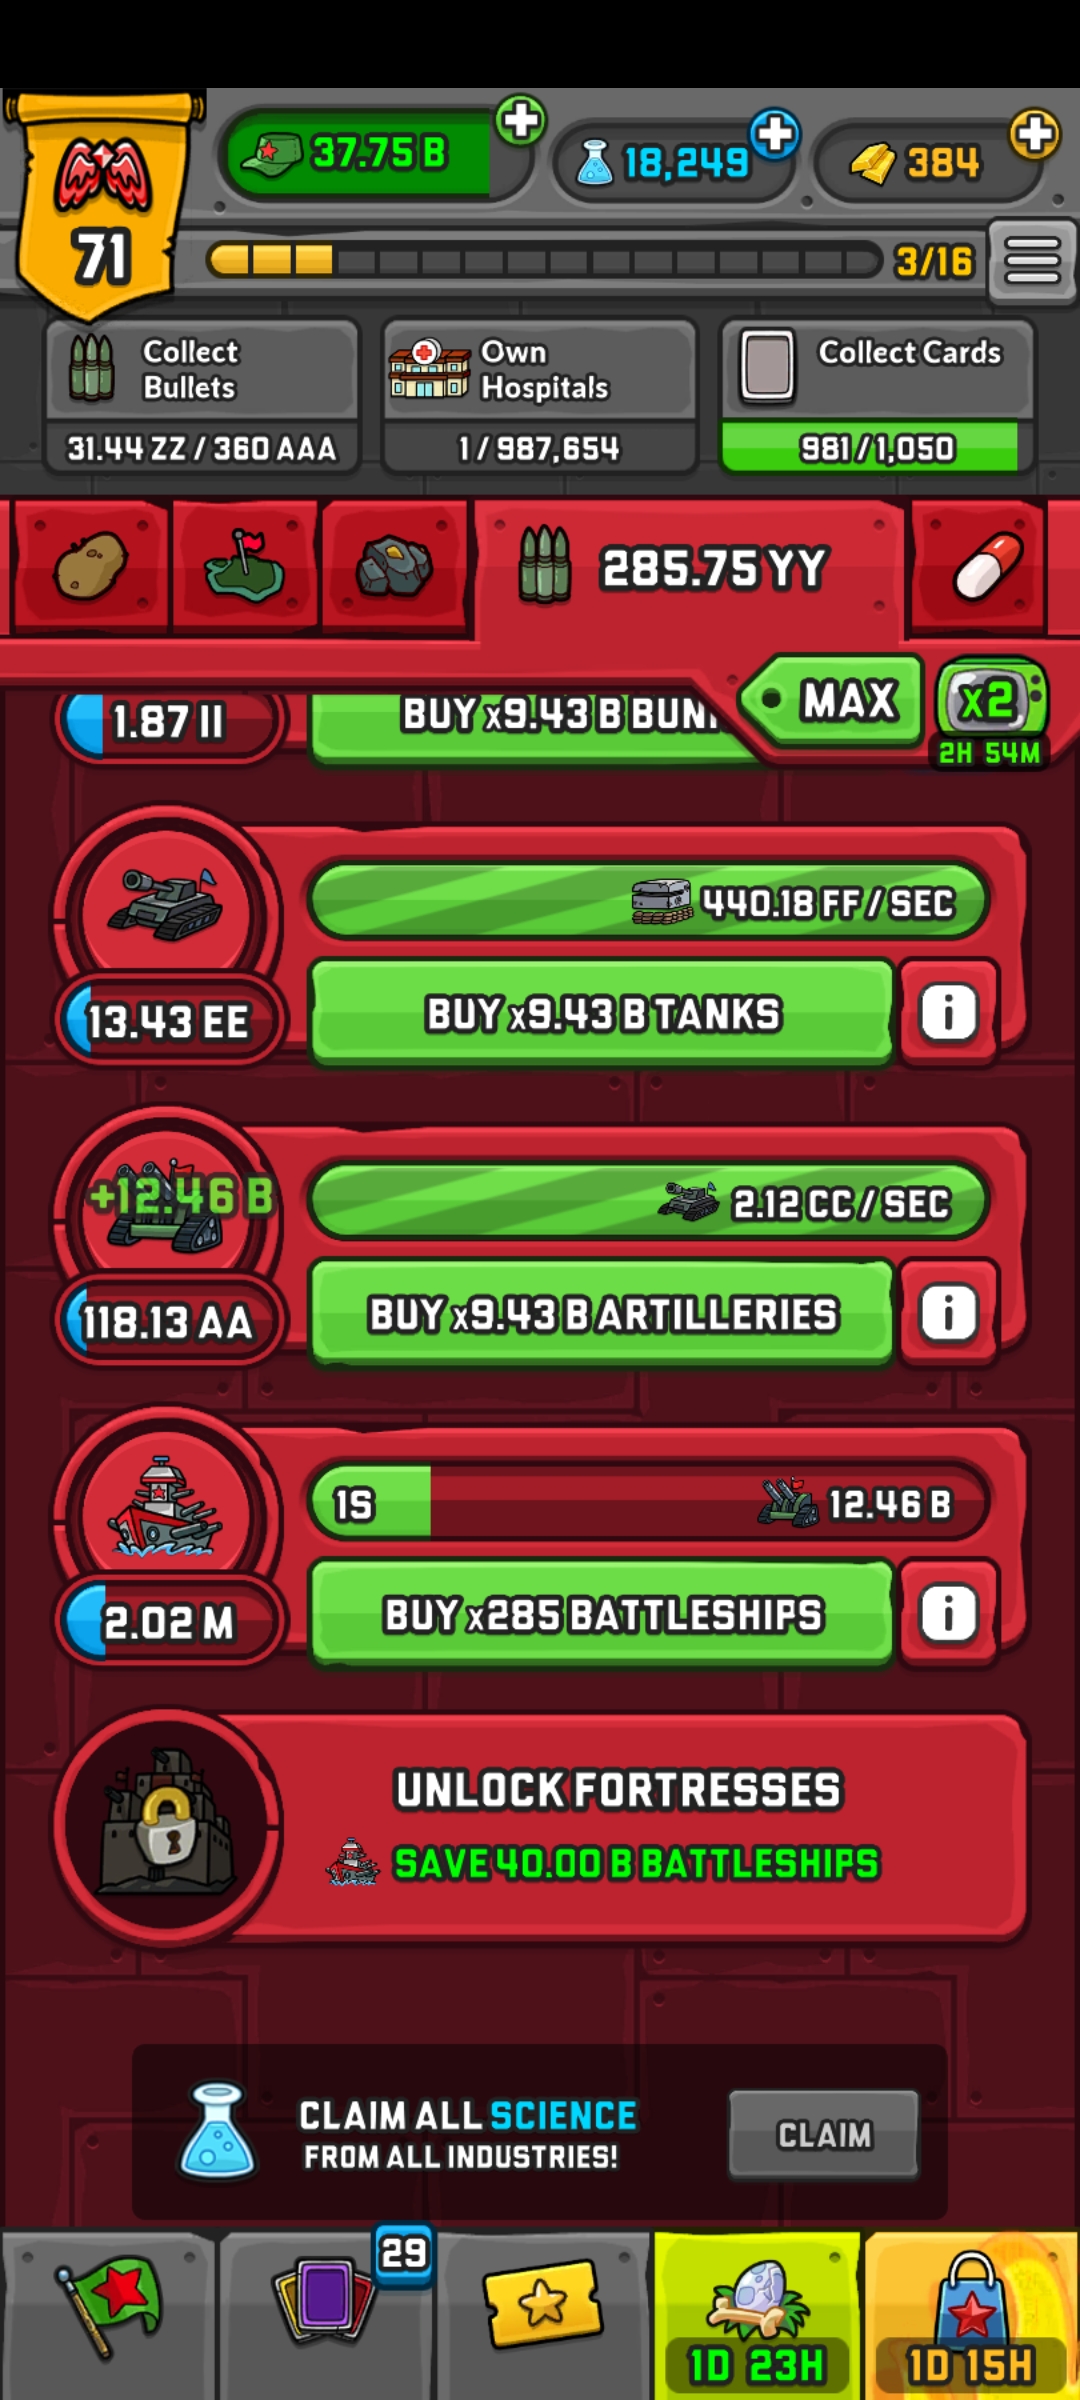 71
37.75 B
18,249
384
3/16
Collect
Bullets
31.44 ZZ / 360 AAA
Own
Hospitals
1 / 987,654
Collect Cards
981 / 1,050
285.75 YY
MAX
x2
2H 54M
1.87 II
BUY x9.43 B
13.43 EE
440.18 FF / SEC
BUY x9.43 B TANKS
+12.46 B
118.13 AA
2.12 CC / SEC
BUY x9.43 B ARTILLERIES
1S
12.46 B
2.02 M
BUY x285 BATTLESHIPS
UNLOCK FORTRESSES
SAVE 40.00 B BATTLESHIPS
CLAIM ALL SCIENCE
FROM ALL INDUSTRIES!
CLAIM
29
1D 23H
1D 15H